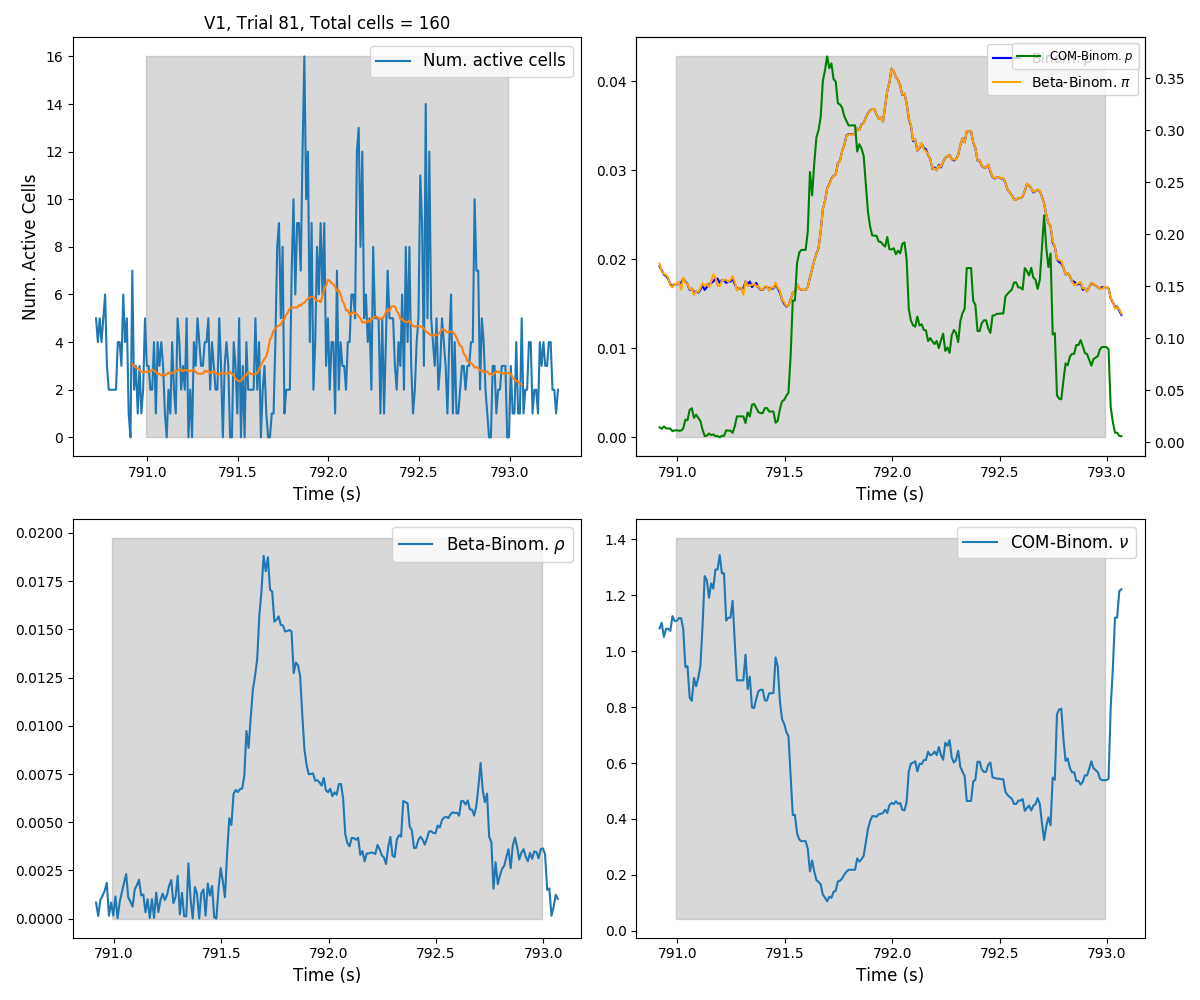 V1, Trial 81, Total cells = 160
Num. active cells
16
14
12
10
8
6
4
2
0
Num. Active Cells
791.0 791.5 792.0 792.5 793.0
Time (s)
COM-Binom. p
Beta-Binom. π
0.04
0.03
0.02
0.01
0.00
0.35
0.30
0.25
0.20
0.15
0.10
0.05
0.00
791.0 791.5 792.0 792.5 793.0
Time (s)
Beta-Binom. ρ
0.0200
0.0175
0.0150
0.0125
0.0100
0.0075
0.0050
0.0025
0.0000
791.0 791.5 792.0 792.5 793.0
Time (s)
COM-Binom. ν
1.4
1.2
1.0
0.8
0.6
0.4
0.2
0.0
791.0 791.5 792.0 792.5 793.0
Time (s)